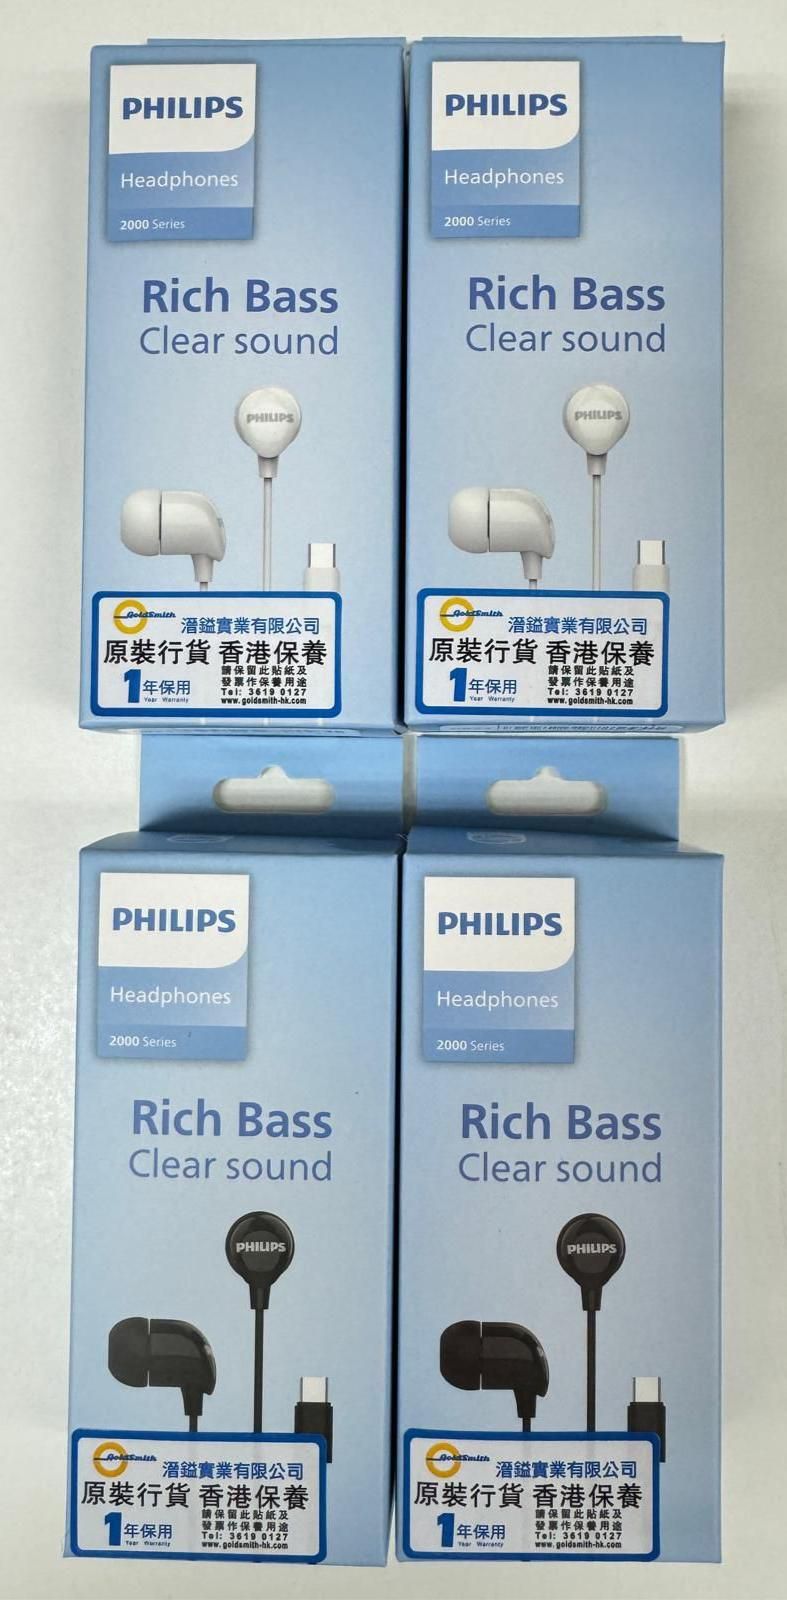 PHILIPS
Headphones
2000 Series
Rich Bass
Clear sound
PHILIPS
GoldSmith
潛鎰實業有限公司
原裝行貨 香港保養
1年保用
Year Warranty
請保留此貼紙及
發票作保養用途
Tel: 3619 0127
www.goldsmith-hk.com
PHILIPS
Headphones
2000 Series
Rich Bass
Clear sound
PHILIPS
GoldSmith
潛鎰實業有限公司
原裝行貨 香港保養
1年保用
Year Warranty
請保留此貼紙及
發票作保養用途
Tel: 3619 0127
www.goldsmith-hk.com
PHILIPS
Headphones
2000 Series
Rich Bass
Clear sound
PHILIPS
GoldSmith
潛鎰實業有限公司
原裝行貨 香港保養
1年保用
Year Warranty
請保留此貼紙及
發票作保養用途
Tel: 3619 0127
www.goldsmith-hk.com
PHILIPS
Headphones
2000 Series
Rich Bass
Clear sound
PHILIPS
GoldSmith
潛鎰實業有限公司
原裝行貨 香港保養
1年保用
Year Warranty
請保留此貼紙及
發票作保養用途
Tel: 3619 0127
www.goldsmith-hk.com